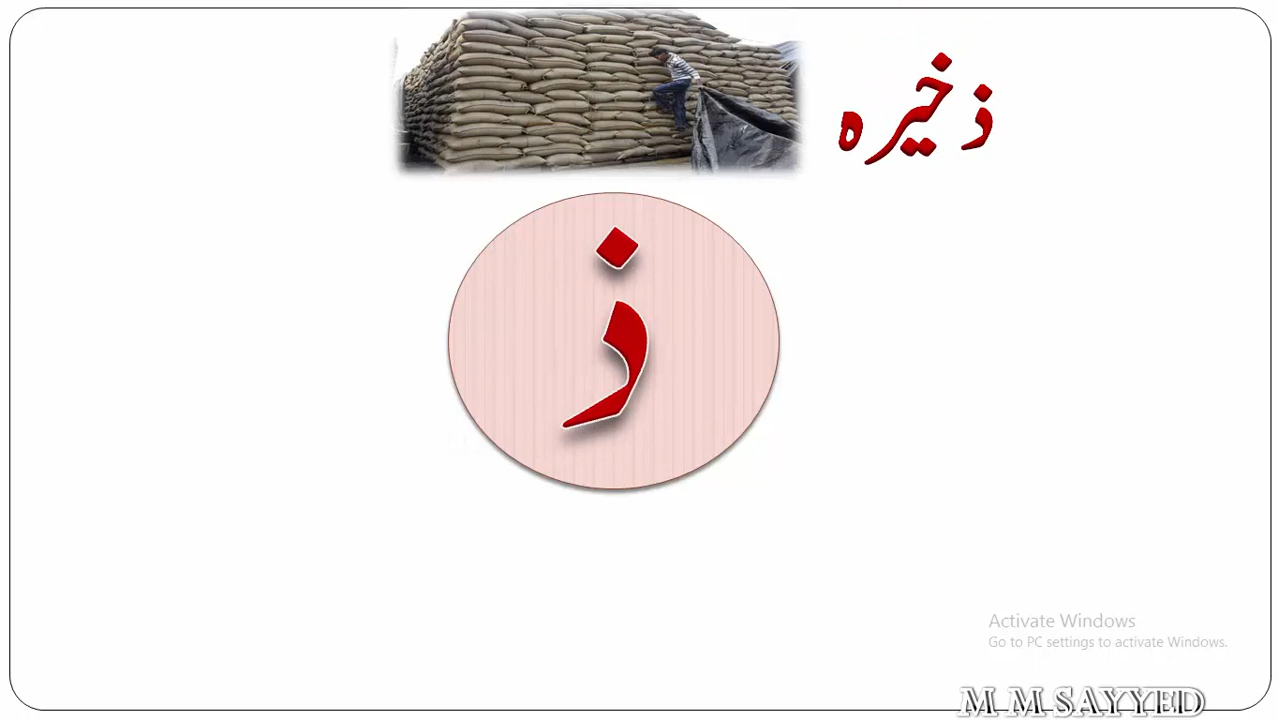 ذخیرہ
ذ
Activate Windows
Go to PC settings to activate Windows.
M M SAYYED